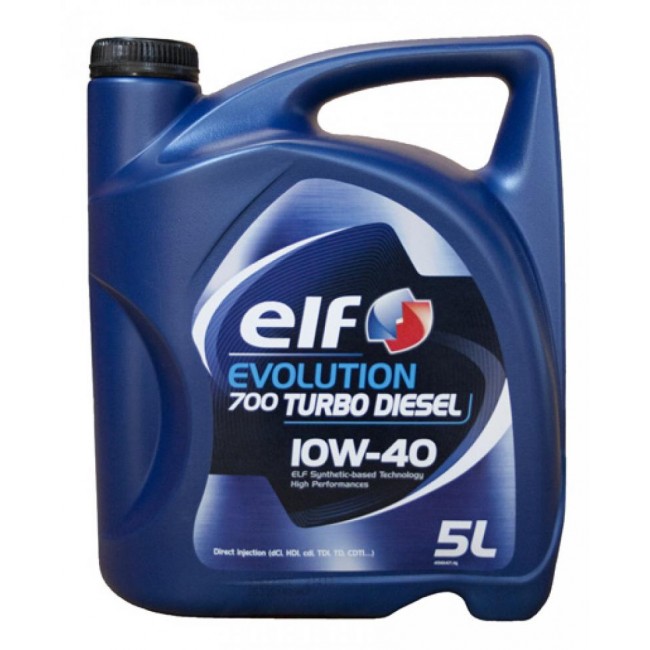 elf
EVOLUTION
700 TURBO DIESEL
10W-40
ELF Synthetic-based Technology
High Performances
Direct Injection (dCi, HDi, cdi, TDI, TD, CDTI...)
5L